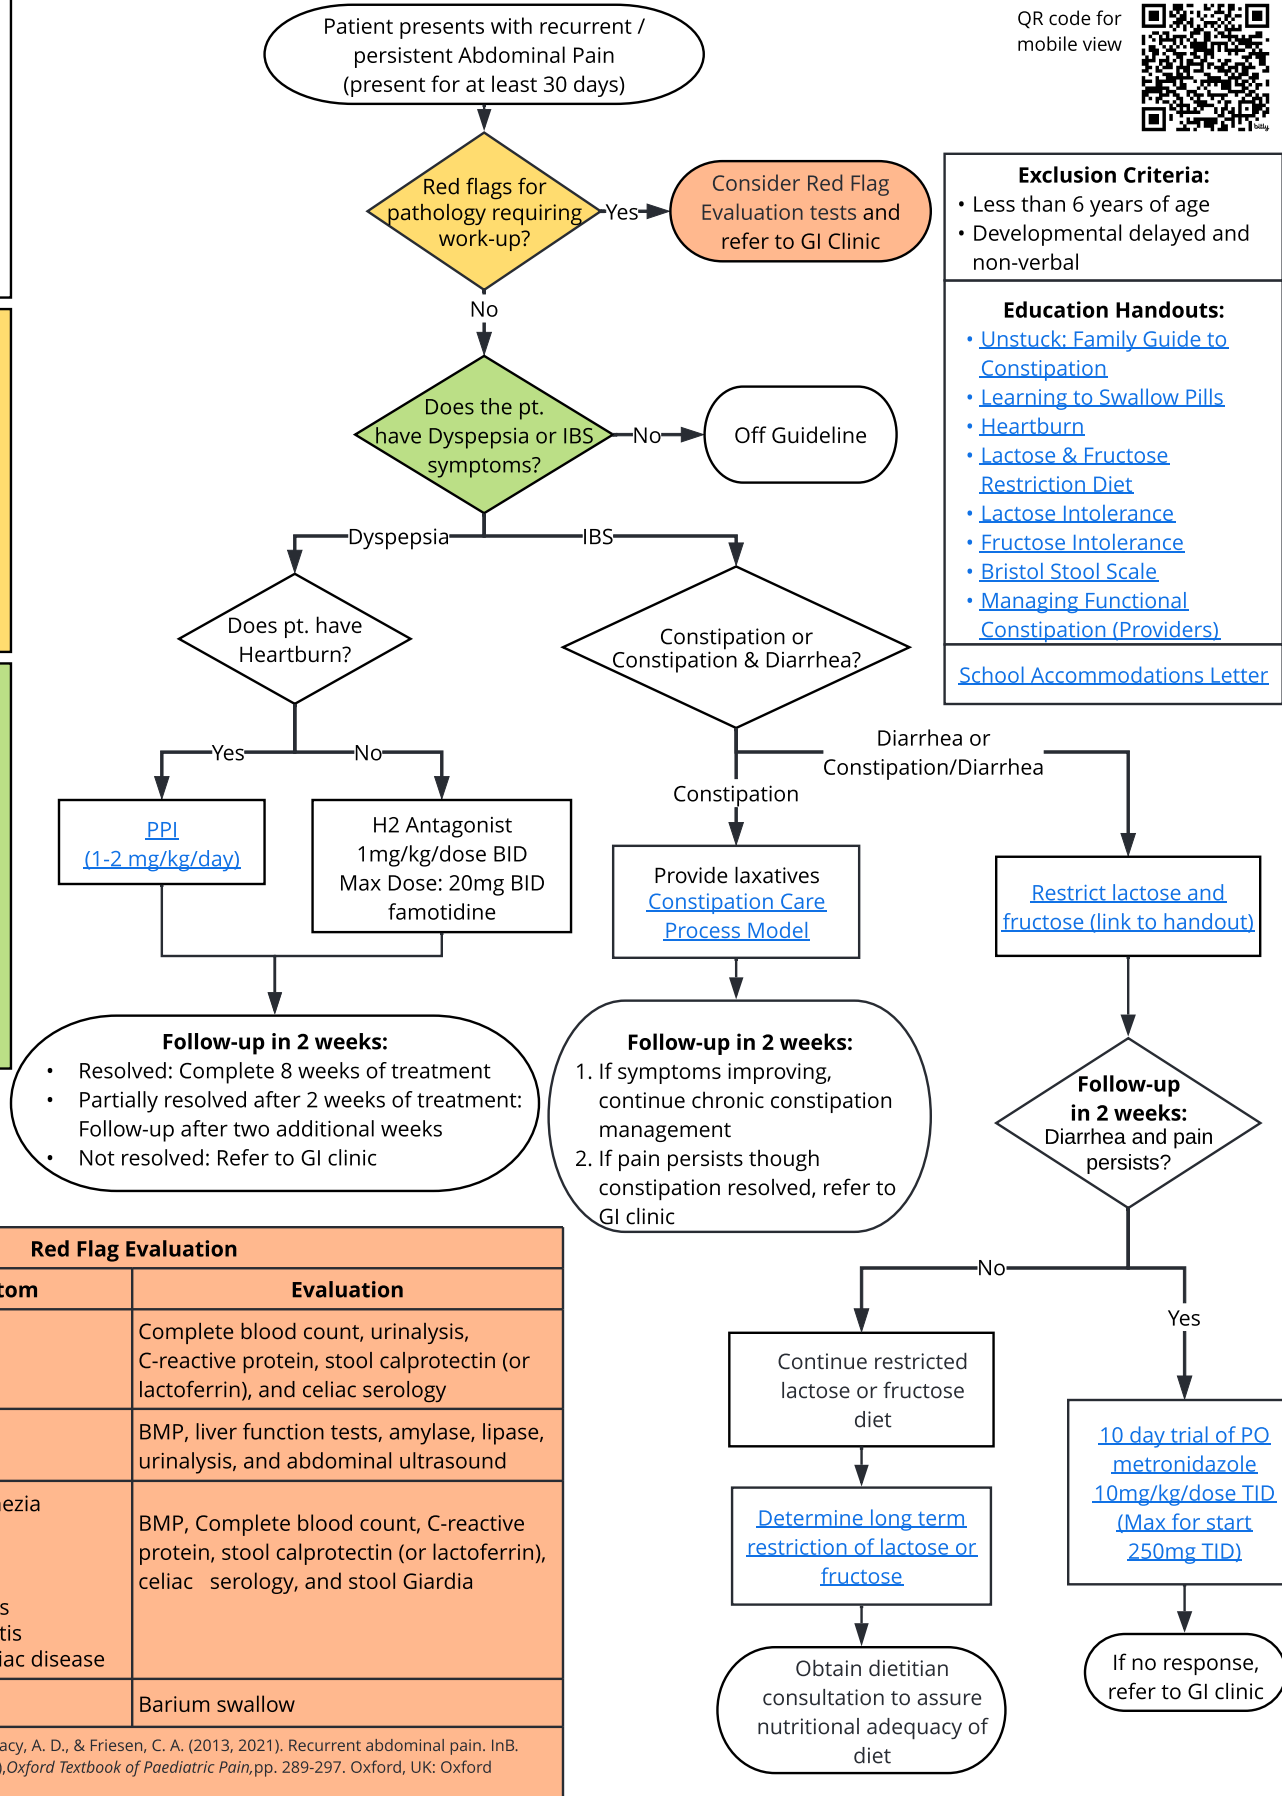 Patient presents with recurrent /
persistent Abdominal Pain
(present for at least 30 days)
QR code for
mobile view
bitly
Red flags for
pathology requiring
work-up?
Yes
Consider Red Flag
Evaluation tests and
refer to GI Clinic
No
Exclusion Criteria:
• Less than 6 years of age
• Developmental delayed and
non-verbal
Education Handouts:
• Unstuck: Family Guide to
Constipation
• Learning to Swallow Pills
• Heartburn
• Lactose & Fructose
Restriction Diet
• Lactose Intolerance
• Fructose Intolerance
• Bristol Stool Scale
• Managing Functional
Constipation (Providers)
School Accommodations Letter
Does the pt.
have Dyspepsia or IBS
symptoms?
No
Off Guideline
Dyspepsia
IBS
Does pt. have
Heartburn?
Constipation or
Constipation & Diarrhea?
Yes
No
Constipation
Diarrhea or
Constipation/Diarrhea
PPI
(1-2 mg/kg/day)
H2 Antagonist
1mg/kg/dose BID
Max Dose: 20mg BID
famotidine
Provide laxatives
Constipation Care
Process Model
Restrict lactose and
fructose (link to handout)
Follow-up in 2 weeks:
• Resolved: Complete 8 weeks of treatment
• Partially resolved after 2 weeks of treatment:
Follow-up after two additional weeks
• Not resolved: Refer to GI clinic
Follow-up in 2 weeks:
1. If symptoms improving,
continue chronic constipation
management
2. If pain persists though
constipation resolved, refer to
GI clinic
Follow-up
in 2 weeks:
Diarrhea and pain
persists?
No
Yes
Continue restricted
lactose or fructose
diet
Determine long term
restriction of lactose or
fructose
Obtain dietitian
consultation to assure
nutritional adequacy of
diet
10 day trial of PO
metronidazole
10mg/kg/dose TID
(Max for start
250mg TID)
If no response,
refer to GI clinic
Red Flag Evaluation
tom
Evaluation
Complete blood count, urinalysis,
C-reactive protein, stool calprotectin (or
lactoferrin), and celiac serology
BMP, liver function tests, amylase, lipase,
urinalysis, and abdominal ultrasound
ezia
s
tis
iac disease
BMP, Complete blood count, C-reactive
protein, stool calprotectin (or lactoferrin),
celiac serology, and stool Giardia
Barium swallow
acy, A. D., & Friesen, C. A. (2013, 2021). Recurrent abdominal pain. InB.
),Oxford Textbook of Paediatric Pain,pp. 289-297. Oxford, UK: Oxford